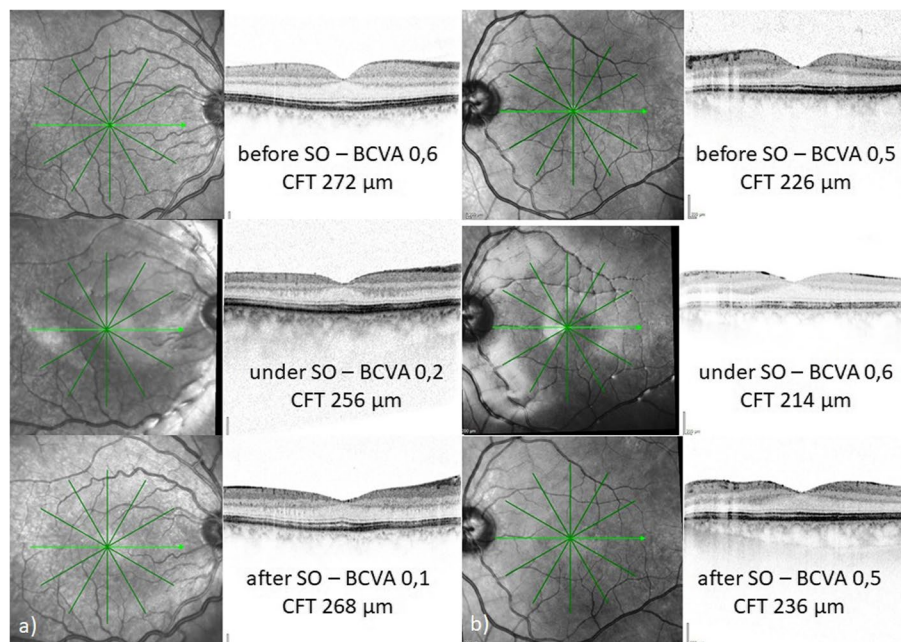 before SO – BCVA 0,6
CFT 272 µm
before SO – BCVA 0,5
CFT 226 µm
under SO – BCVA 0,2
CFT 256 µm
under SO – BCVA 0,6
CFT 214 µm
after SO – BCVA 0,1
CFT 268 µm
after SO – BCVA 0,5
CFT 236 µm
a)
b)